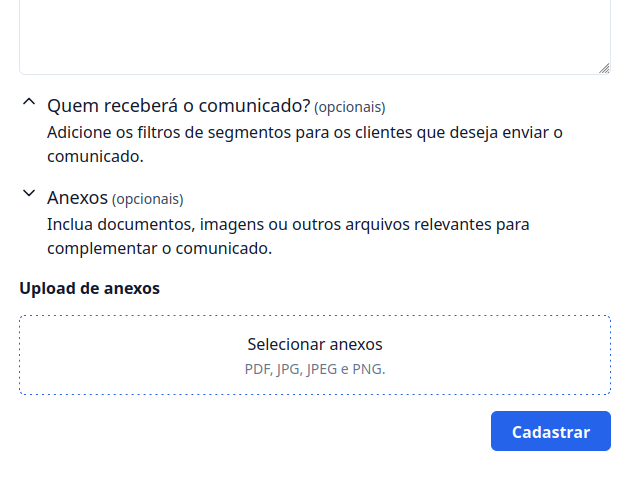 Quem receberá o comunicado? (opcionais)
Adicione os filtros de segmentos para os clientes que deseja enviar o
comunicado.
Anexos (opcionais)
Inclua documentos, imagens ou outros arquivos relevantes para
complementar o comunicado.
Upload de anexos
Selecionar anexos
PDF, JPG, JPEG e PNG.
Cadastrar